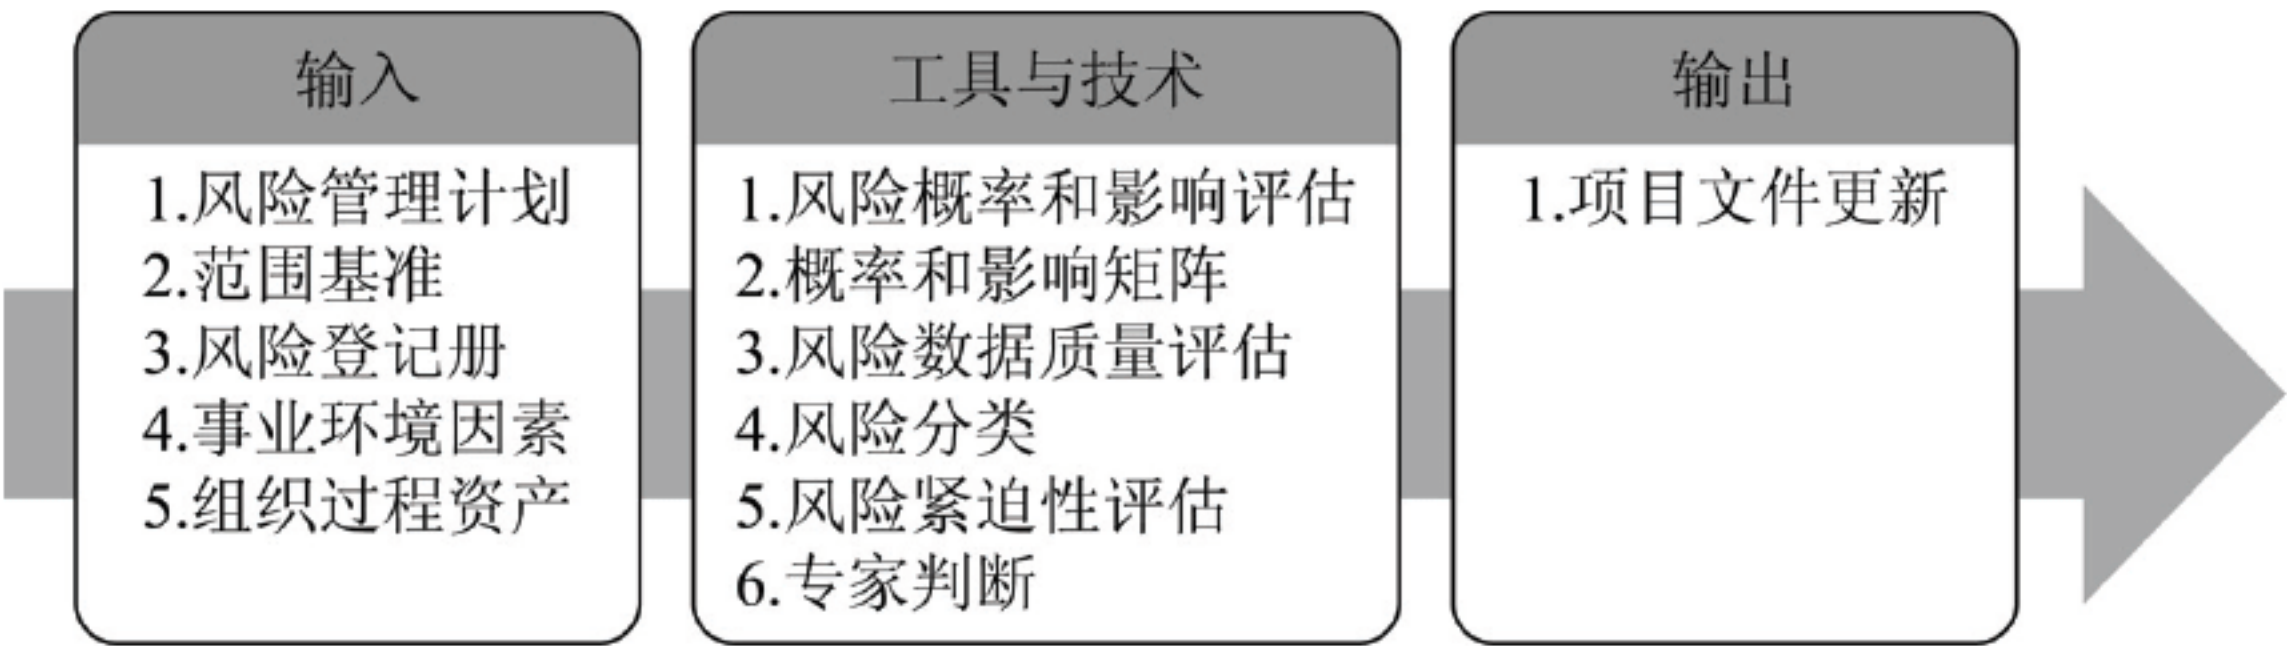 输入
1.风险管理计划
2.范围基准
3.风险登记册
4.事业环境因素
5.组织过程资产
工具与技术
1.风险概率和影响评估
2.概率和影响矩阵
3.风险数据质量评估
4.风险分类
5.风险紧迫性评估
6.专家判断
输出
1.项目文件更新